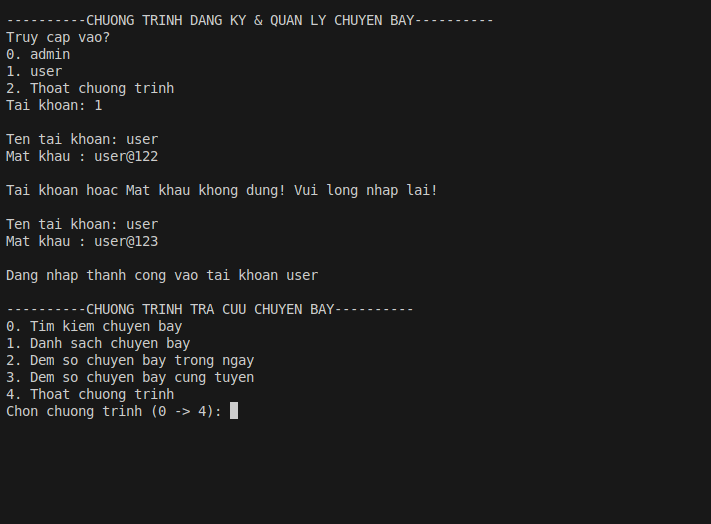 ----------CHUONG TRINH DANG KY & QUAN LY CHUYEN BAY----------
Truy cap vao?
0. admin
1. user
2. Thoat chuong trinh
Tai khoan: 1
Ten tai khoan: user
Mat khau : user@122
Tai khoan hoac Mat khau khong dung! Vui long nhap lai!
Ten tai khoan: user
Mat khau : user@123
Dang nhap thanh cong vao tai khoan user
----------CHUONG TRINH TRA CUU CHUYEN BAY----------
0. Tim kiem chuyen bay
1. Danh sach chuyen bay
2. Dem so chuyen bay trong ngay
3. Dem so chuyen bay cung tuyen
4. Thoat chuong trinh
Chon chuong trinh (0 -> 4):